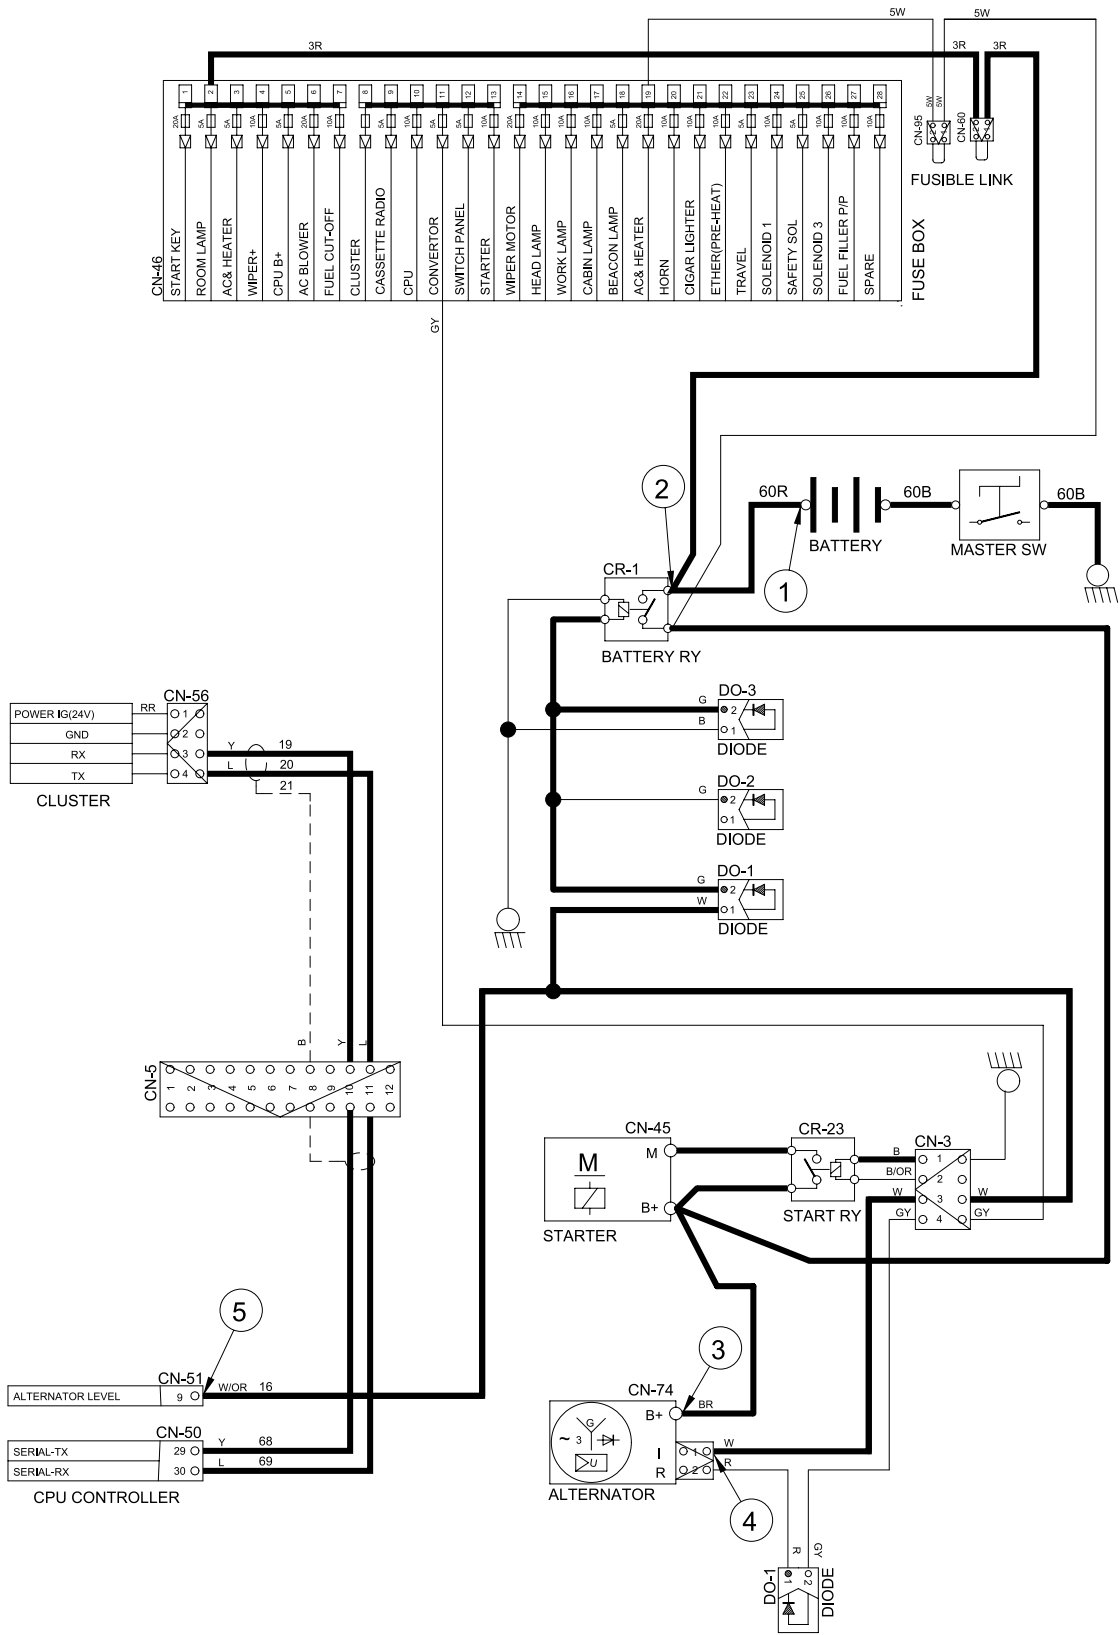 5W
5W
3R
3R
3R
1 2 3 4 5 6 7 8 9 10 11 12 13 14 15 16 17 18 19 20 21 22 23 24 25 26 27 28
20A 5A 5A 10A 5A 20A 10A 5A 5A 10A 5A 5A 10A 20A 10A 10A 10A 5A 10A 10A 10A 10A 5A 10A 5A 10A 10A 10A
5W
5W
CN-95
2 1
CN-60
2 1
FUSIBLE LINK
CN-46
START KEY
ROOM LAMP
AC& HEATER
WIPER+
CPU B+
AC BLOWER
FUEL CUT-OFF
CLUSTER
CASSETTE RADIO
CPU
CONVERTOR
SWITCH PANEL
STARTER
WIPER MOTOR
HEAD LAMP
WORK LAMP
CABIN LAMP
BEACON LAMP
AC& HEATER
HORN
CIGAR LIGHTER
ETHER(PRE-HEAT)
TRAVEL
SOLENOID 1
SAFETY SOL
SOLENOID 3
FUEL FILLER P/P
SPARE
FUSE BOX
GY
2
60R
60B
60B
BATTERY
MASTER SW
1
CR-1
BATTERY RY
DO-3
G
2
B
1
DIODE
DO-2
G
2
1
DIODE
DO-1
G
2
W
1
DIODE
CN-56
POWER IG(24V)
RR
1
GND
2
RX
3
Y
19
TX
4
L
20
21
CLUSTER
B
Y
L
CN-5
1 2 3 4 5 6 7 8 9 10 11 12
CN-45
M
M
B+
STARTER
CR-23
START RY
CN-3
B
1
B/OR
2
W
3
W
GY
4
GY
5
CN-51
ALTERNATOR LEVEL
9
W/OR
16
CN-50
SERIAL-TX
29
Y
68
SERIAL-RX
30
L
69
CPU CONTROLLER
3
CN-74
B+
BR
G
~ 3
U
I
1
W
R
2
R
ALTERNATOR
4
R
GY
DO-1
1
2
DIODE